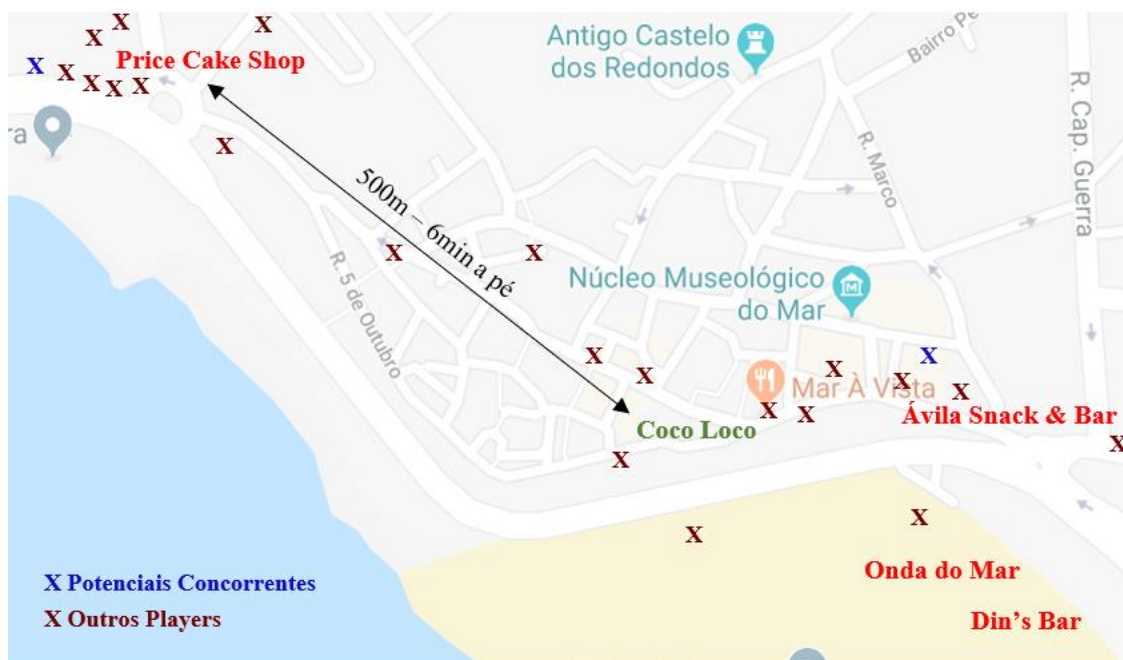 X
X
X
Price Cake Shop
X
X
X
X
X
X
ra
X
500m – 6min a pé
Antigo Castelo
dos Redondos
Bairro Pe
R. Marco
R. Cap. Guerra
X
X
R. 5 de Outubro
Núcleo Museológico
do Mar
X
X
X
X
X
X
X
X
X
Mar À Vista
Ávila Snack & Bar
Coco Loco
X
X
X
X
Onda do Mar
Din's Bar
X Potenciais Concorrentes
X Outros Players